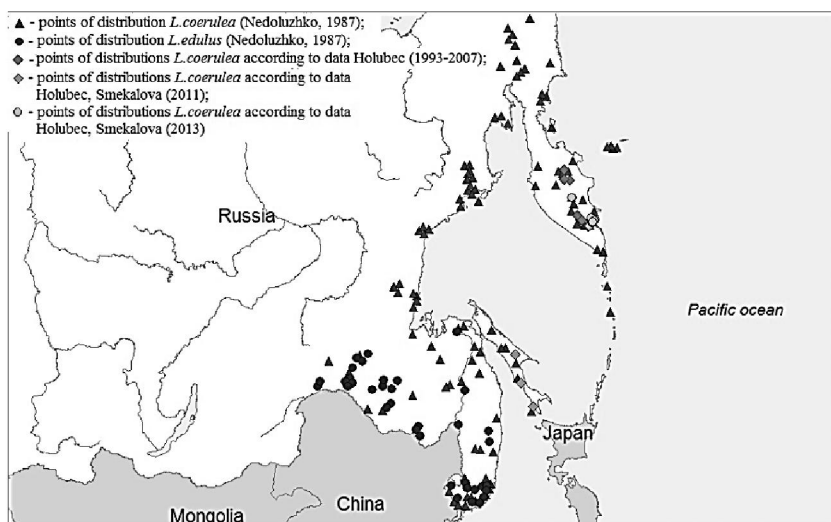 - points of distribution L.coerulea (Nedoluzhko, 1987);
- points of distribution L.edulus (Nedoluzhko, 1987);
- points of distributions L.coerulea according to data Holubec (1993-2007);
- points of distributions L.coerulea according to data
Holubec, Smekalova (2011);
- points of distributions L.coerulea according to data
Holubec, Smekalova (2013)
Russia
Pacific ocean
Japan
China
Mongolia